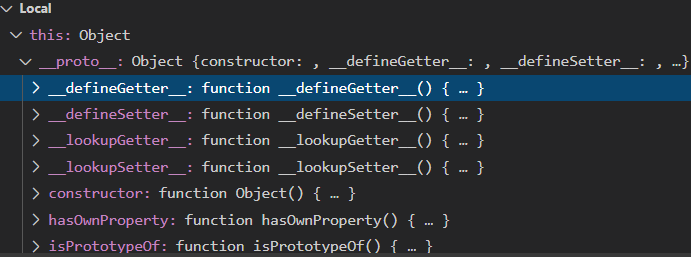 Local
this: Object
__proto__: Object {constructor: , __defineGetter__: , __defineSetter__: , …}
__defineGetter__: function __defineGetter__() { … }
__defineSetter__: function __defineSetter__() { … }
__lookupGetter__: function __lookupGetter__() { … }
__lookupSetter__: function __lookupSetter__() { … }
constructor: function Object() { … }
hasOwnProperty: function hasOwnProperty() { … }
isPrototypeOf: function isPrototypeOf() { … }